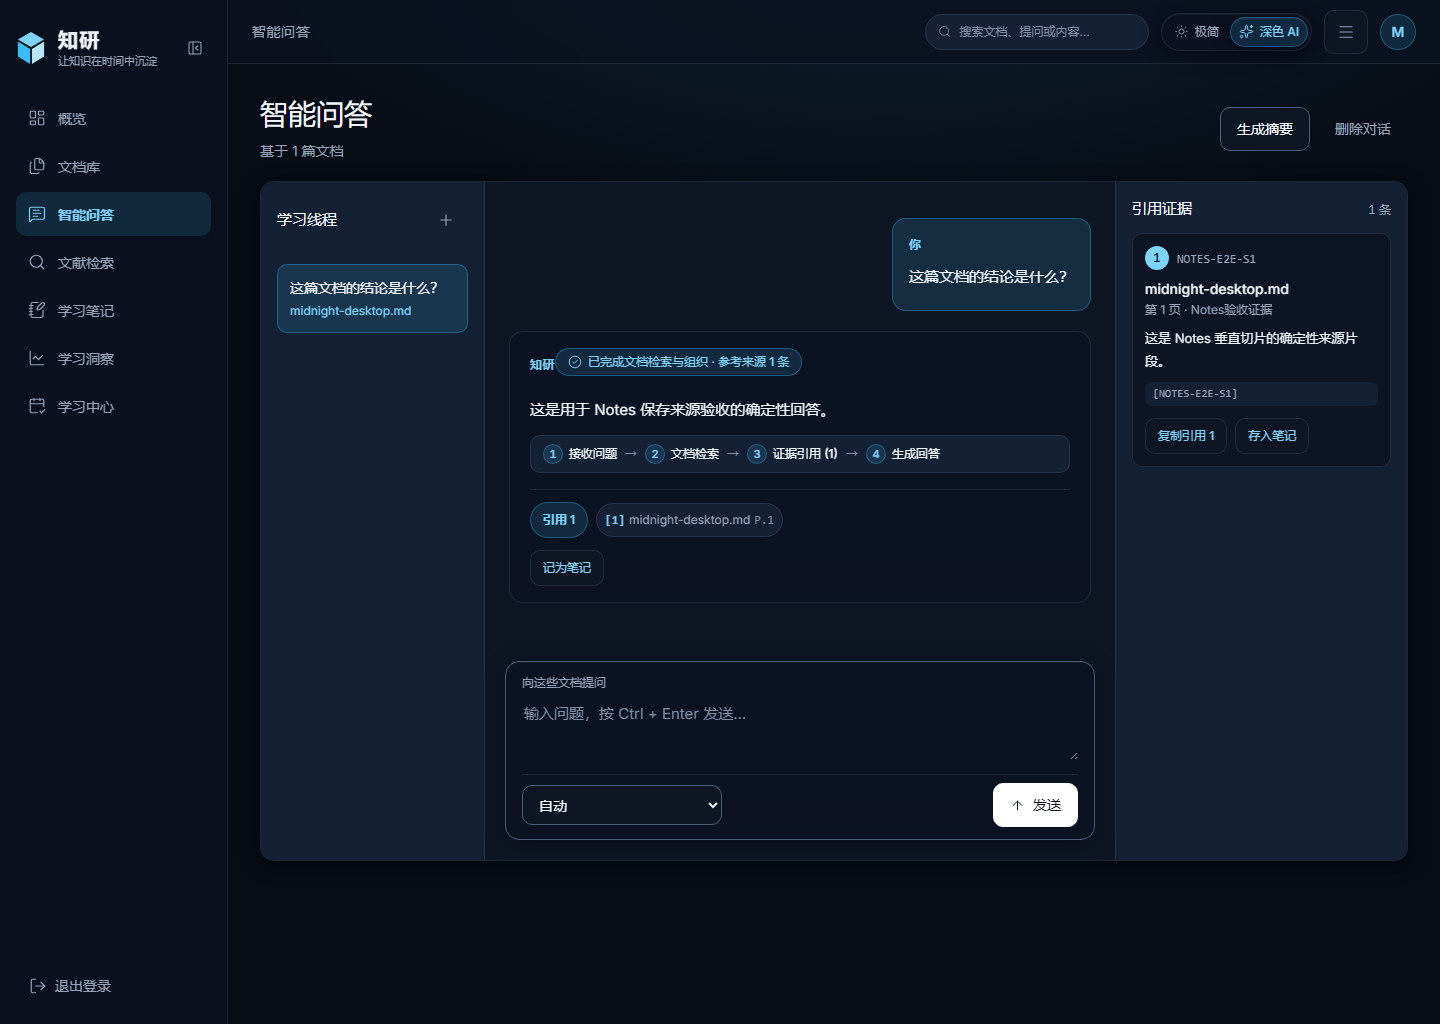 知研
让知识在时间中沉淀
概览
文档库
智能问答
文献检索
学习笔记
学习洞察
学习中心
退出登录
智能问答
搜索文档、提问或内容...
极简
深色 AI
M
智能问答
基于 1 篇文档
生成摘要
删除对话
学习线程
这篇文档的结论是什么?
midnight-desktop.md
你
这篇文档的结论是什么?
知研
已完成文档检索与组织 · 参考来源 1 条
这是用于 Notes 保存来源验收的确定性回答。
1 接收问题 → 2 文档检索 → 3 证据引用 (1) → 4 生成回答
引用 1
[1] midnight-desktop.md P.1
记为笔记
向这些文档提问
输入问题，按 Ctrl + Enter 发送...
自动
发送
引用证据
1 条
1 NOTES-E2E-S1
midnight-desktop.md
第 1 页 · Notes验收证据
这是 Notes 垂直切片的确定性来源片
段。
[NOTES-E2E-S1]
复制引用 1
存入笔记